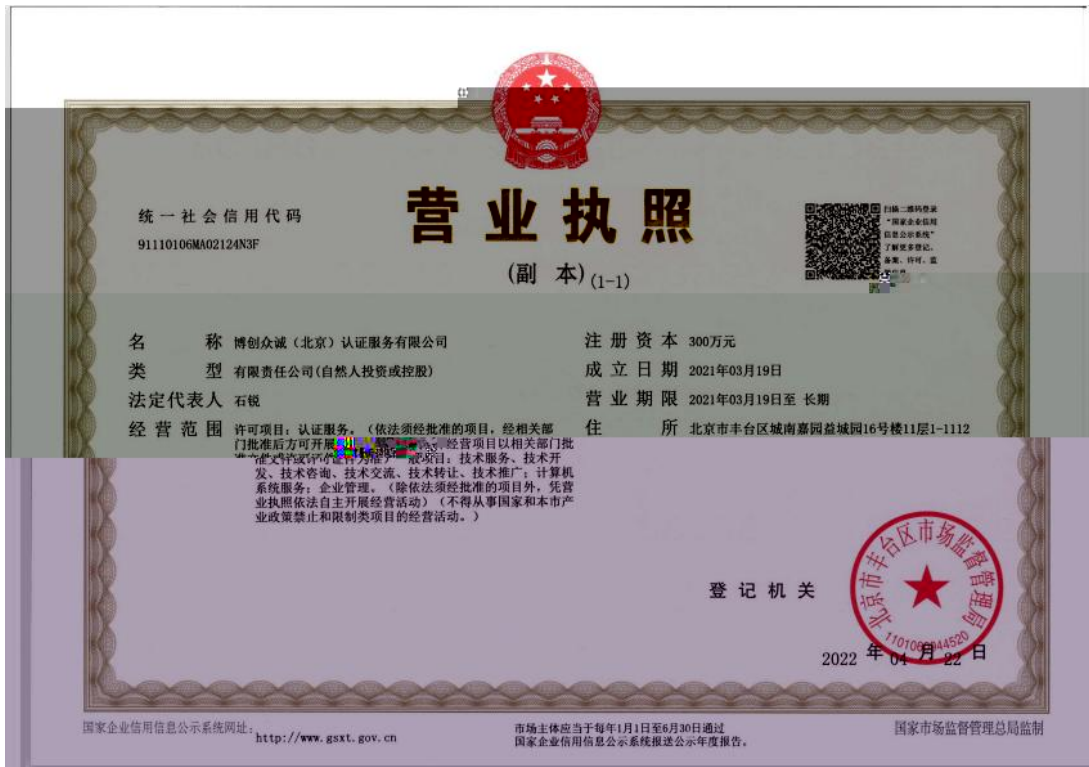 营业执照
(副 本)(1-1)
统一社会信用代码
91110106MA02124N3F
扫描二维码登录
“国家企业信用
信息公示系统”
了解更多登记、
备案、许可、监
名 称 博创众诚（北京）认证服务有限公司
类 型 有限责任公司(自然人投资或控股)
法定代表人 石锐
经营范围 许可项目：认证服务。（依法须经批准的项目，经相关部
门批准后方可开展
经营项目以相关部门批
一般项目：技术服务、技术开
发、技术咨询、技术交流、技术转让、技术推广；计算机
系统服务；企业管理。（除依法须经批准的项目外，凭营
业执照依法自主开展经营活动）（不得从事国家和本市产
业政策禁止和限制类项目的经营活动。）
注册资本 300万元
成立日期 2021年03月19日
营业期限 2021年03月19日至 长期
住 所 北京市丰台区城南嘉园益城园16号楼11层1-1112
登记机关
北京市丰台区市场监督管理局
2022 年 04 月 22 日
国家企业信用信息公示系统网址：http://www.gsxt.gov.cn
市场主体应当于每年1月1日至6月30日通过
国家企业信用信息公示系统报送公示年度报告。
国家市场监督管理总局监制